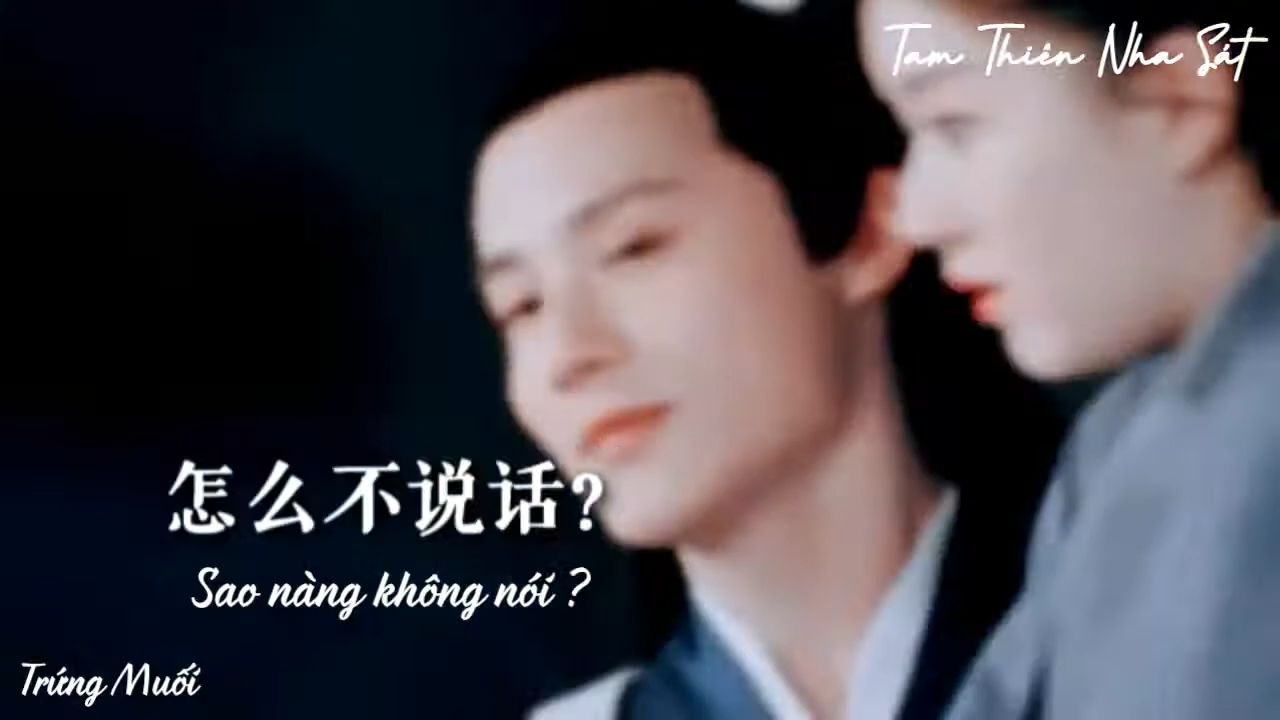 Tam Thiên Nha Sát
怎么不说话?
Sao nàng không nói ?
Trứng Muối